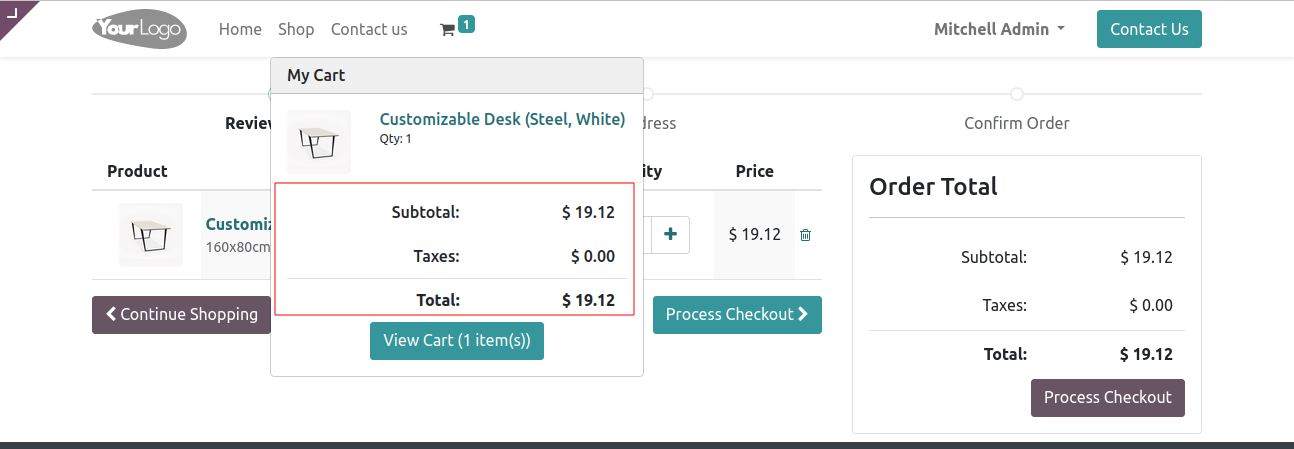 YourLogo
Home Shop Contact us 1
Mitchell Admin
Contact Us
My Cart
Customizable Desk (Steel, White)
Qty: 1
Subtotal: $ 19.12
Taxes: $ 0.00
Total: $ 19.12
View Cart (1 item(s))
Review
dress
Confirm Order
Product
ity
Price
Customiz
160x80cm
$ 19.12
Continue Shopping
Process Checkout
Order Total
Subtotal: $ 19.12
Taxes: $ 0.00
Total: $ 19.12
Process Checkout